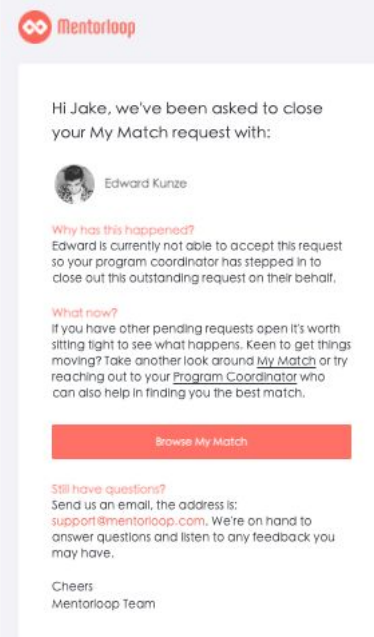 Mentorloop
Hi Jake, we've been asked to close
your My Match request with:
Edward Kunze
Why has this happened?
Edward is currently not able to accept this request
so your program coordinator has stepped in to
close out this outstanding request on their behalf.
What now?
If you have other pending requests open it's worth
sitting tight to see what happens. Keen to get things
moving? Take another look around My Match or try
reaching out to your Program Coordinator who
can also help in finding you the best match.
Browse My Match
Still have questions?
Send us an email, the address is:
support@mentorloop.com. We're on hand to
answer questions and listen to any feedback you
may have.
Cheers
Mentorloop Team